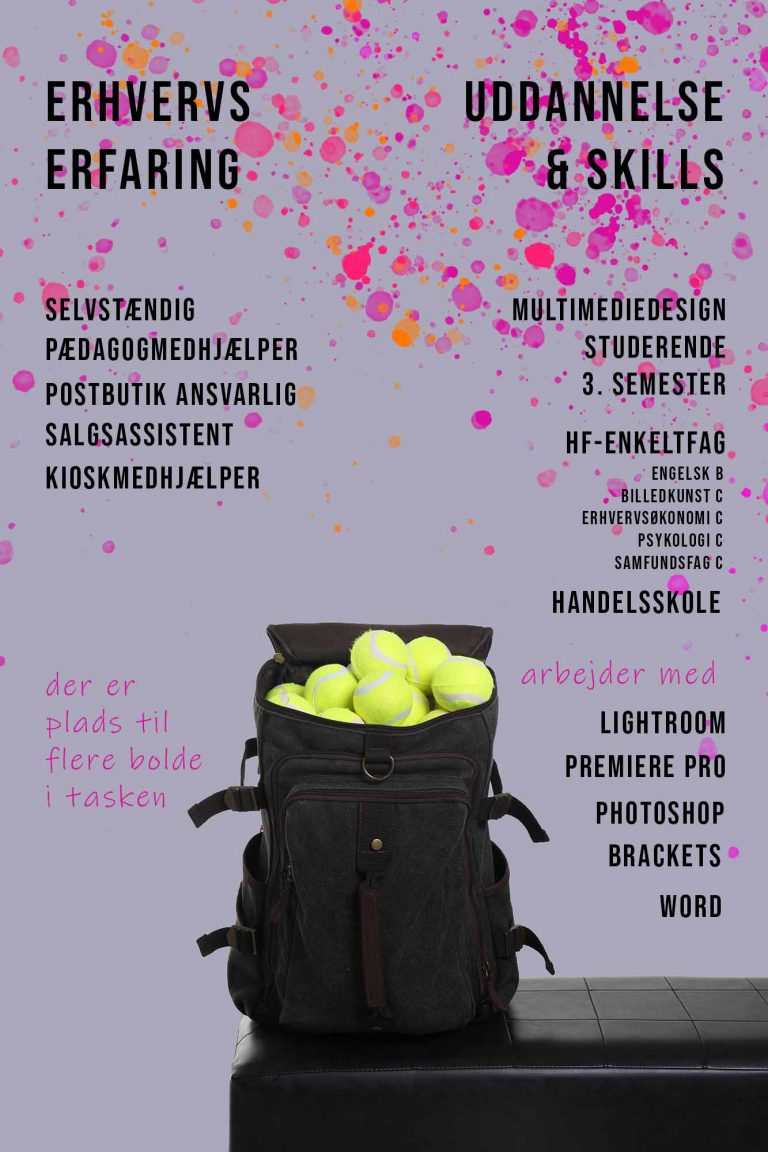 ERHVERVS
ERFARING
SELVSTÆNDIG
PÆDAGOGMEDHJÆLPER
POSTBUTIK ANSVARLIG
SALGSASSISTENT
KIOSKMEDHJÆLPER
der er
plads til
flere bolde
i tasken
UDDANNELSE
& SKILLS
MULTIMEDIEDESIGN
STUDERENDE
3. SEMESTER
HF-ENKELTFAG
ENGELSK B
BILLEDKUNST C
ERHVERVSØKONOMI C
PSYKOLOGI C
SAMFUNDSFAG C
HANDELSSKOLE
arbejder med
LIGHTROOM
PREMIERE PRO
PHOTOSHOP
BRACKETS
WORD